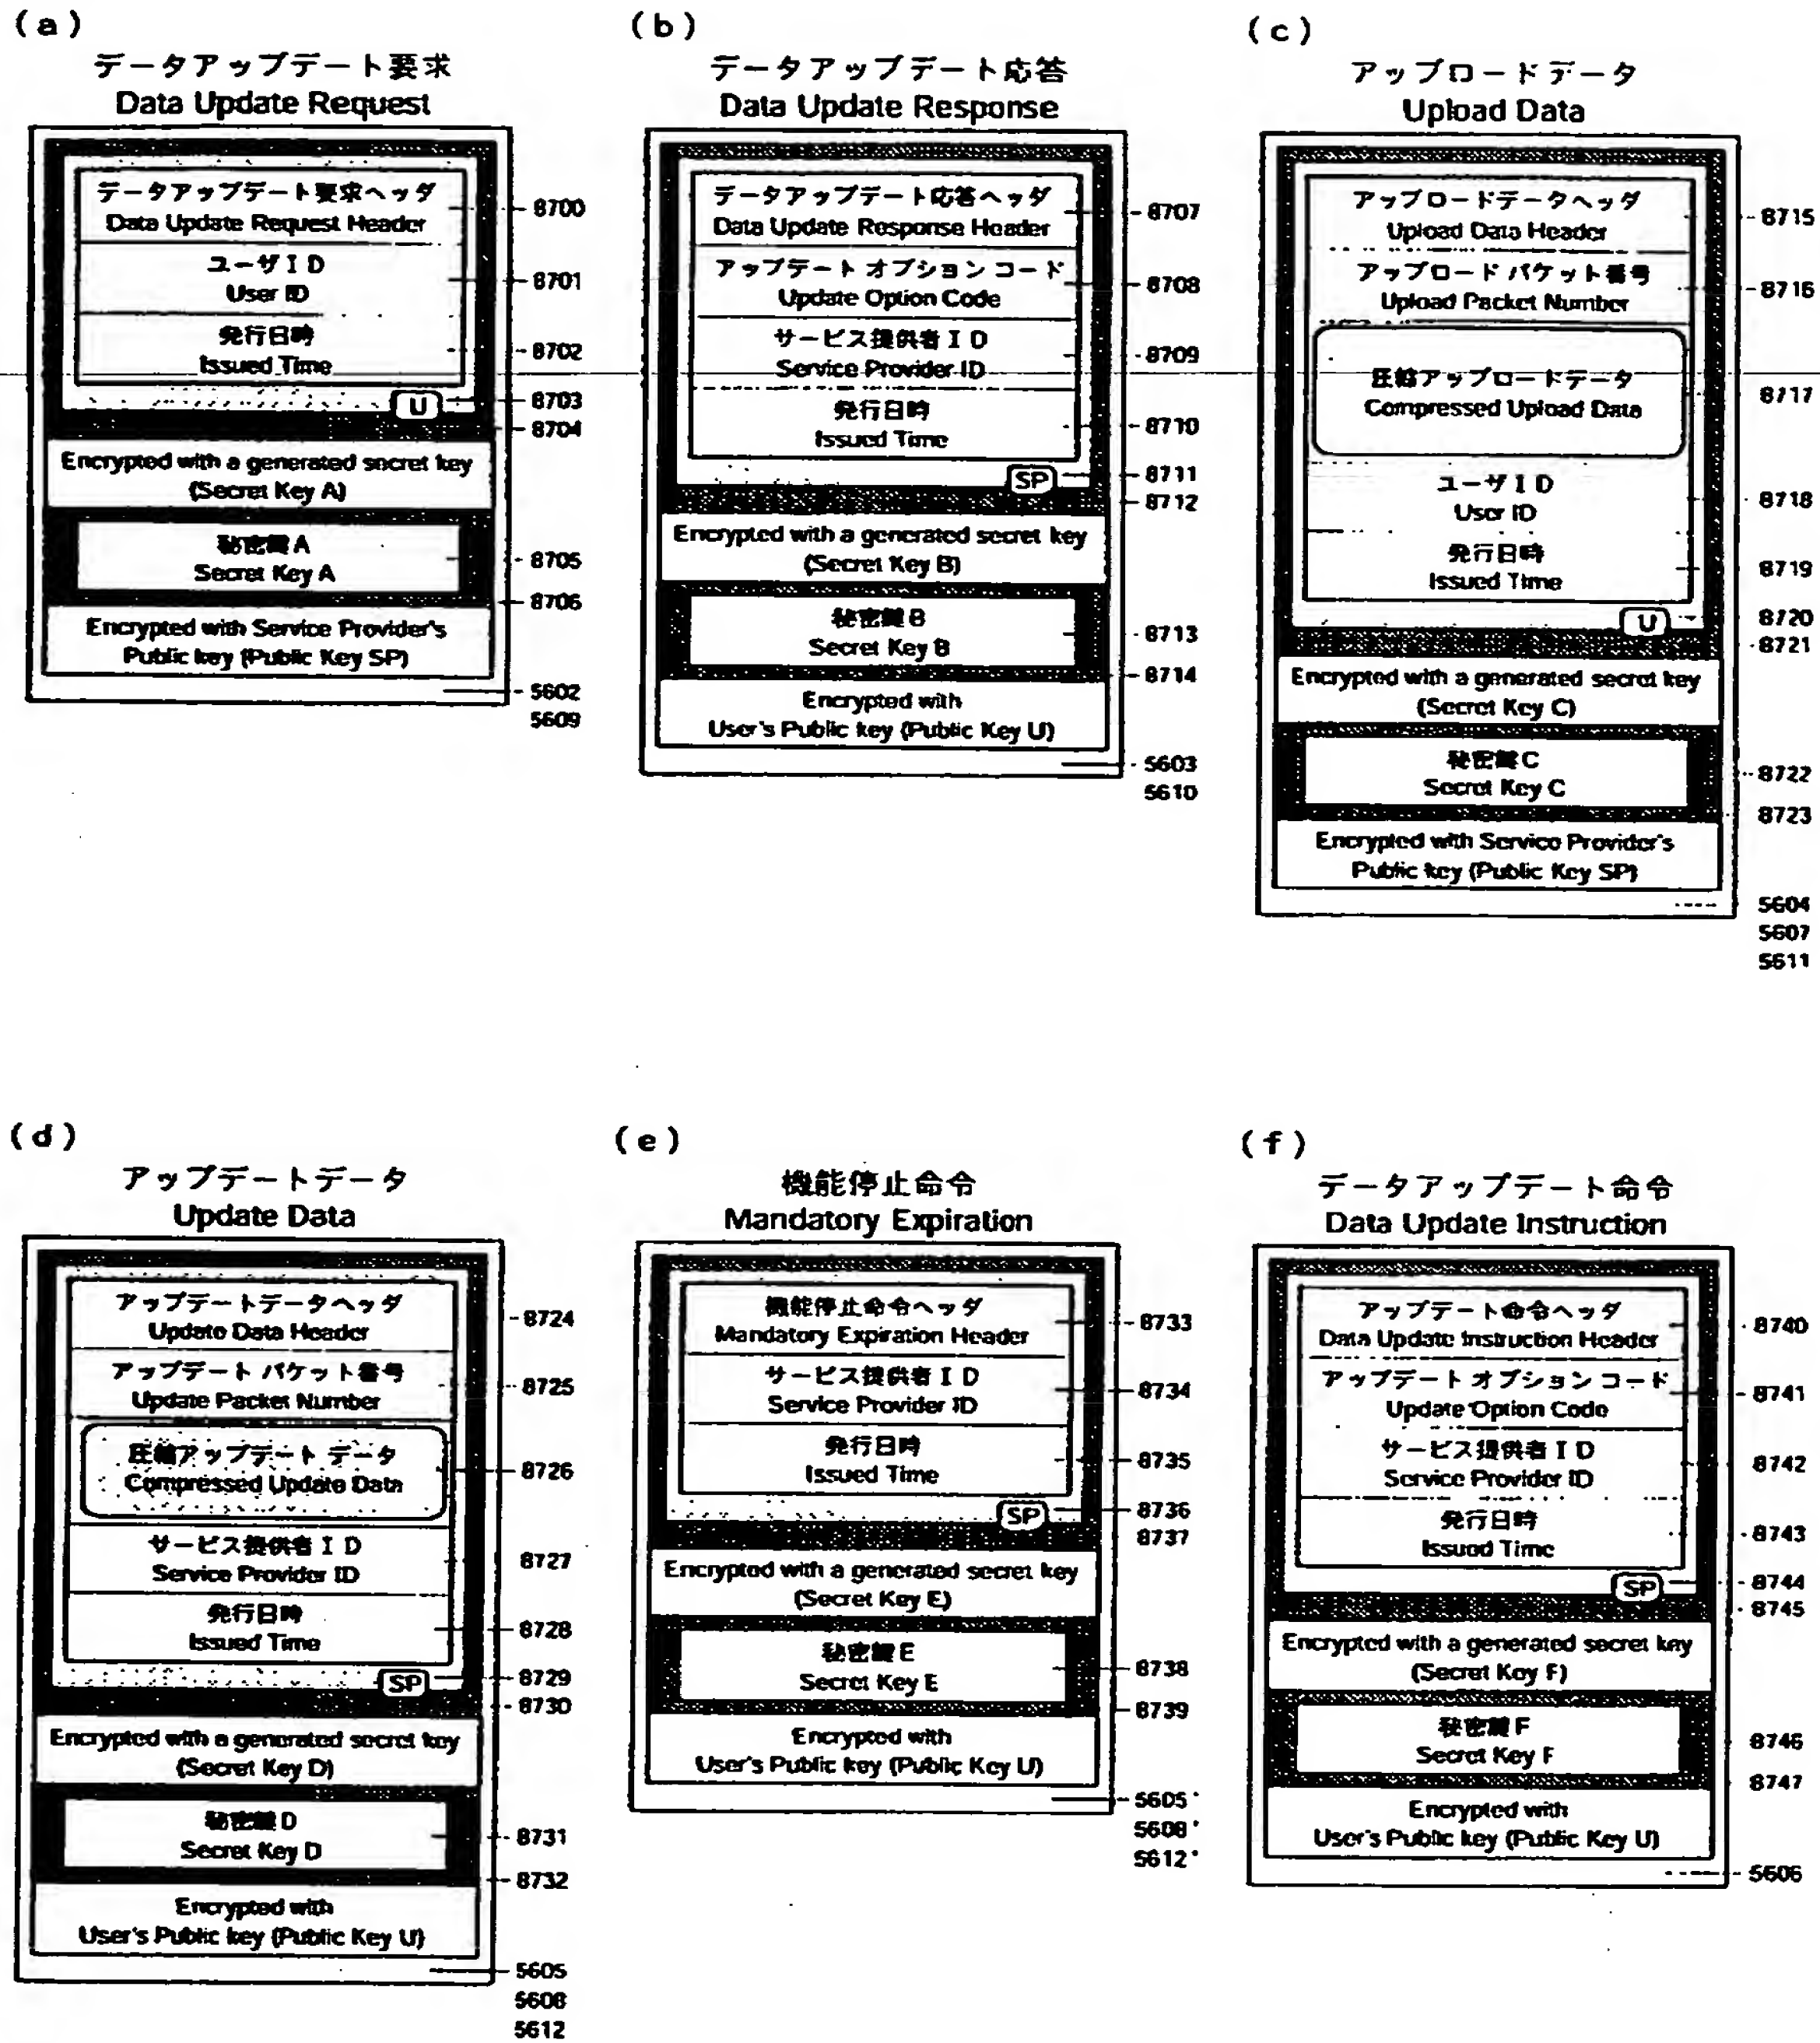 (a)
データアップデート要求
Data Update Request
データアップデート要求ヘッダ
Data Update Request Header
8700
ユーザID
User ID
8701
発行日時
Issued Time
8702
U
8703
8704
Encrypted with a generated secret key
(Secret Key A)
秘密鍵A
Secret Key A
8705
8706
Encrypted with Service Provider's
Public key (Public Key SP)
5602
5609
(b)
データアップデート応答
Data Update Response
データアップデート応答ヘッダ
Data Update Response Header
8707
アップデート オプション コード
Update Option Code
8708
サービス提供者ID
Service Provider ID
8709
発行日時
Issued Time
8710
SP
8711
8712
Encrypted with a generated secret key
(Secret Key B)
秘密鍵B
Secret Key B
8713
8714
Encrypted with
User's Public key (Public Key U)
5603
5610
(c)
アップロードデータ
Upload Data
アップロードデータヘッダ
Upload Data Header
8715
アップロード パケット番号
Upload Packet Number
8716
圧縮アップロードデータ
Compressed Upload Data
8717
ユーザID
User ID
8718
発行日時
Issued Time
8719
U
8720
8721
Encrypted with a generated secret key
(Secret Key C)
秘密鍵C
Secret Key C
8722
8723
Encrypted with Service Provider's
Public key (Public Key SP)
5604
5607
5611
(d)
アップデートデータ
Update Data
アップデートデータヘッダ
Update Data Header
8724
アップデート パケット番号
Update Packet Number
8725
圧縮アップデート データ
Compressed Update Data
8726
サービス提供者ID
Service Provider ID
8727
発行日時
Issued Time
8728
SP
8729
8730
Encrypted with a generated secret key
(Secret Key D)
秘密鍵D
Secret Key D
8731
8732
Encrypted with
User's Public key (Public Key U)
5605
5608
5612
(e)
機能停止命令
Mandatory Expiration
機能停止命令ヘッダ
Mandatory Expiration Header
8733
サービス提供者ID
Service Provider ID
8734
発行日時
Issued Time
8735
SP
8736
8737
Encrypted with a generated secret key
(Secret Key E)
秘密鍵E
Secret Key E
8738
8739
Encrypted with
User's Public key (Public Key U)
5605'
5608'
5612'
(f)
データアップデート命令
Data Update Instruction
アップデート命令ヘッダ
Data Update Instruction Header
8740
アップデート オプション コード
Update Option Code
8741
サービス提供者ID
Service Provider ID
8742
発行日時
Issued Time
8743
SP
8744
8745
Encrypted with a generated secret key
(Secret Key F)
秘密鍵F
Secret Key F
8746
8747
Encrypted with
User's Public key (Public Key U)
5606